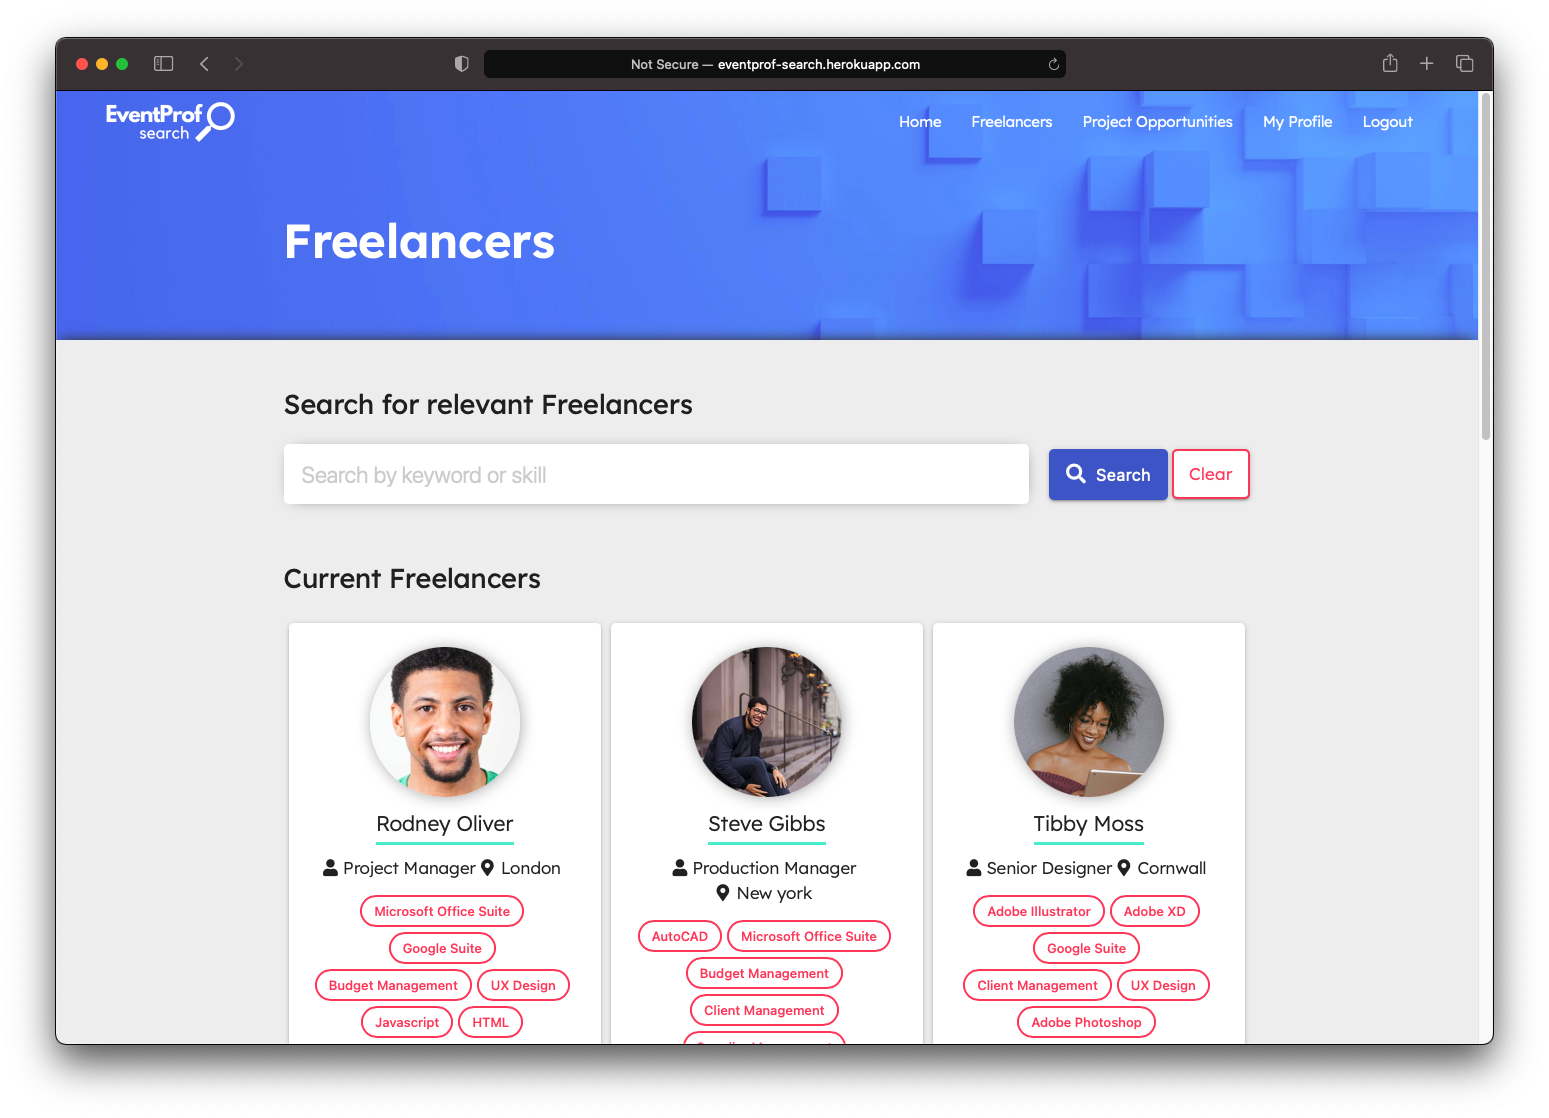 Not Secure — eventprof-search.herokuapp.com
EventProf
search
Home Freelancers Project Opportunities My Profile Logout
Freelancers
Search for relevant Freelancers
Search by keyword or skill
Search Clear
Current Freelancers
Rodney Oliver
Project Manager London
Microsoft Office Suite
Google Suite
Budget Management UX Design
Javascript HTML
Steve Gibbs
Production Manager
New york
AutoCAD Microsoft Office Suite
Budget Management
Client Management
Tibby Moss
Senior Designer Cornwall
Adobe Illustrator Adobe XD
Google Suite
Client Management UX Design
Adobe Photoshop